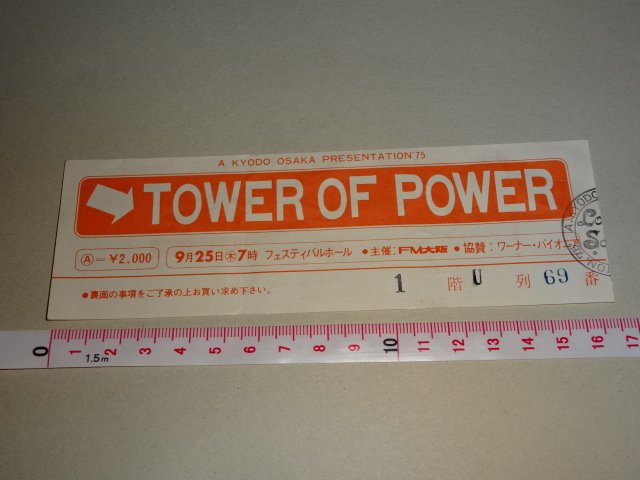 A KYODO OSAKA PRESENTATION'75
TOWER OF POWER
Ⓐ—¥2,000
9月25日㊍7時 フェスティバルホール ●主催:FM大阪 ●協賛:ワーナー・パイオニア
●裏面の事項をご了承の上お買い求め下さい。
1 階 U 列 69 番
A KYODO
0 1 2 3 4 5 6 7 8 9 10 11 12 13 14 15 16 17
1.5m